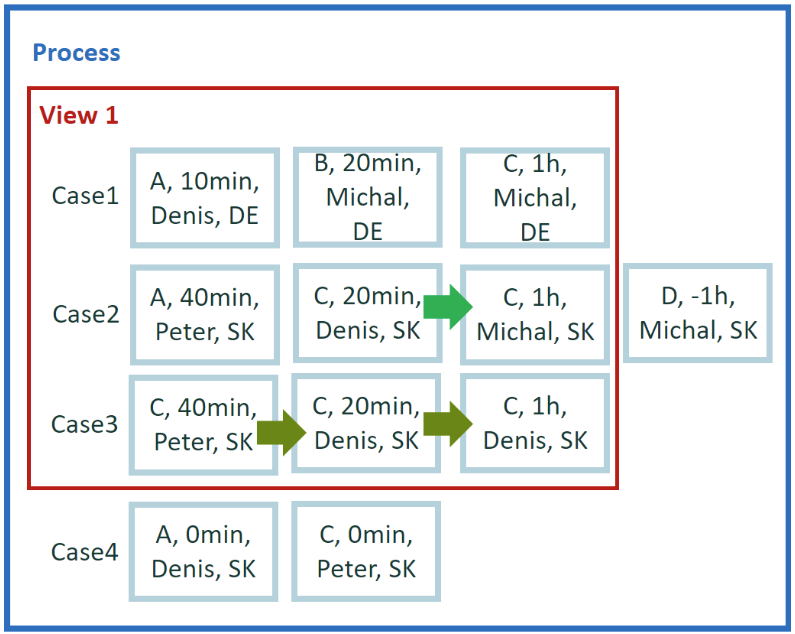 Process
View 1
Case1
A, 10min,
Denis, DE
B, 20min,
Michal,
DE
C, 1h,
Michal,
DE
Case2
A, 40min,
Peter, SK
C, 20min,
Denis, SK
C, 1h,
Michal, SK
D, -1h,
Michal, SK
Case3
C, 40min,
Peter, SK
C, 20min,
Denis, SK
C, 1h,
Denis, SK
Case4
A, 0min,
Denis, SK
C, 0min,
Peter, SK